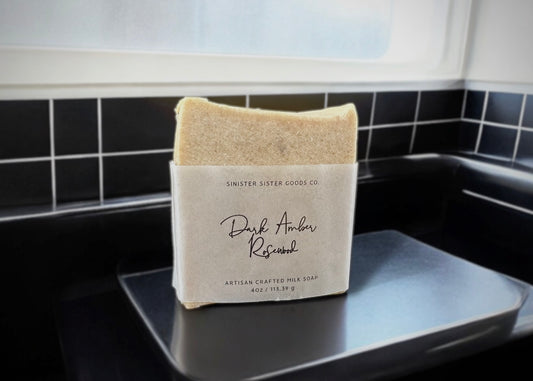 SINISTER SISTER GOODS CO.
Dark Amber
Rosewood
ARTISAN CRAFTED MILK SOAP
4OZ / 113.39 g